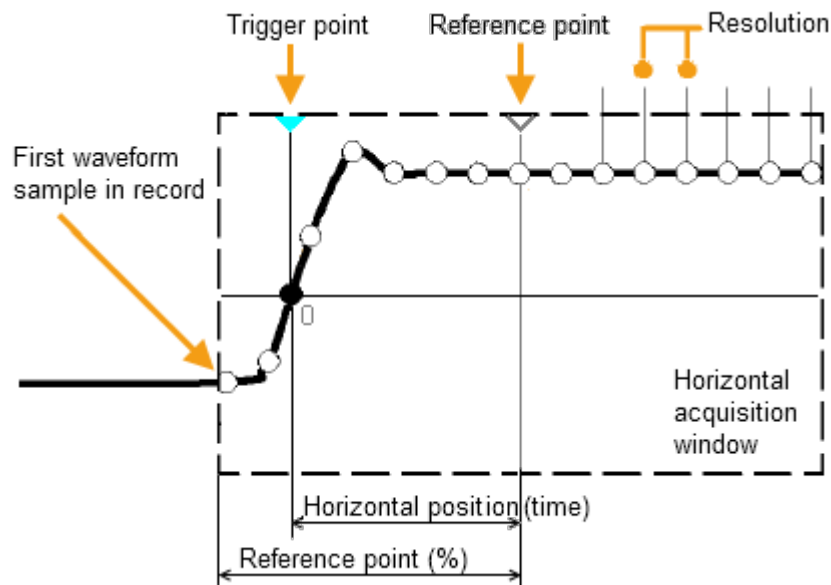 Trigger point
Reference point
Resolution
First waveform
sample in record
0
Horizontal
acquisition
window
Horizontal position (time)
Reference point (%)